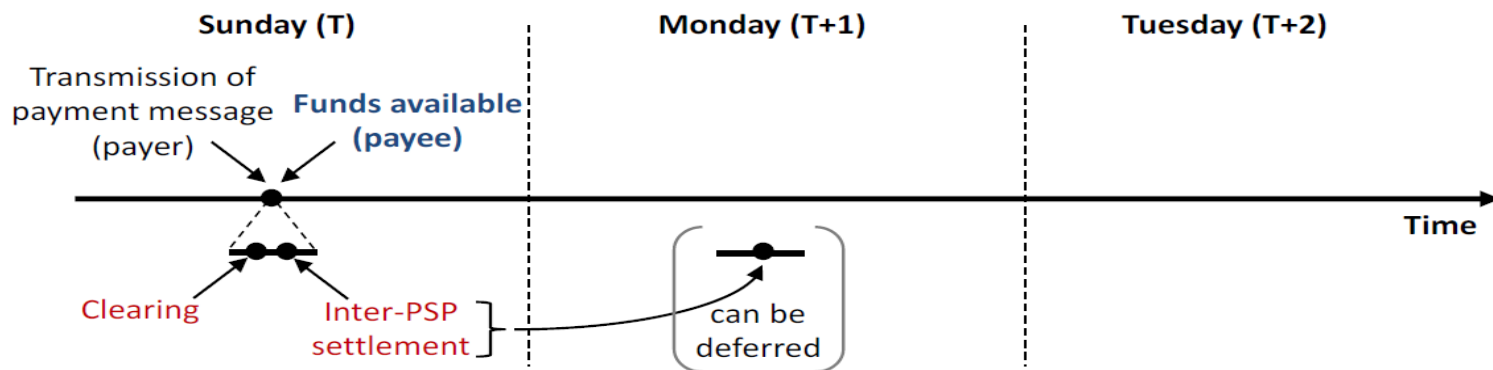 Sunday (T)
Monday (T+1)
Tuesday (T+2)
Transmission of
payment message
(payer)
Funds available
(payee)
Time
Clearing
Inter-PSP
settlement
can be
deferred